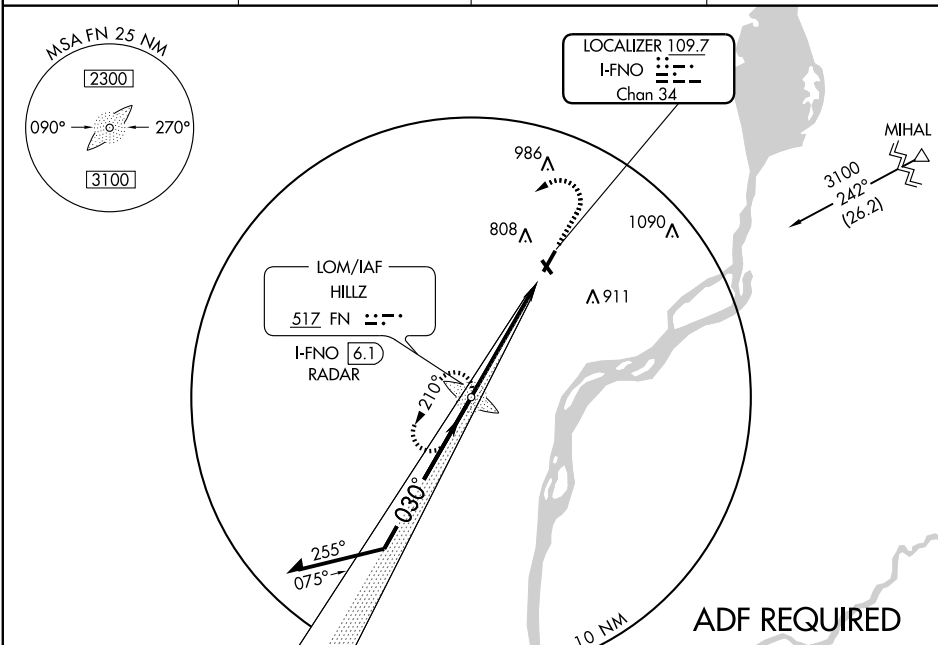 MSA FN 25 NM
2300
090°
270°
3100
LOCALIZER 109.7
I-FNO
Chan 34
MIHAL
3100
242°
(26.2)
986
808
1090
911
LOM/IAF
HILLZ
517 FN
I-FNO 6.1
RADAR
210°
030°
255°
075°
10 NM
ADF REQUIRED